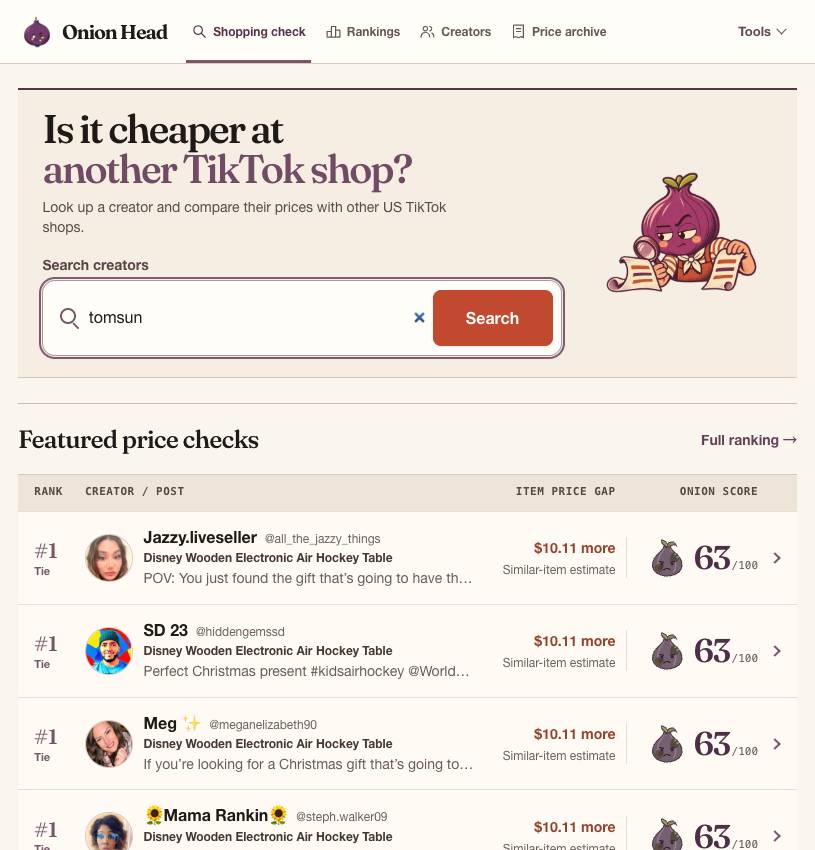 Onion Head
Shopping check
Rankings
Creators
Price archive
Tools
Is it cheaper at
another TikTok shop?
Look up a creator and compare their prices with other US TikTok
shops.
Search creators
tomsun
Search
Featured price checks
Full ranking →
RANK
CREATOR / POST
ITEM PRICE GAP
ONION SCORE
#1
Tie
Jazzy.liveseller @all_the_jazzy_things
Disney Wooden Electronic Air Hockey Table
POV: You just found the gift that's going to have th…
$10.11 more
Similar-item estimate
63/100
#1
Tie
SD 23 @hiddengemssd
Disney Wooden Electronic Air Hockey Table
Perfect Christmas present #kidsairhockey @World…
$10.11 more
Similar-item estimate
63/100
#1
Tie
Meg ✨ @meganelizabeth90
Disney Wooden Electronic Air Hockey Table
If you're looking for a Christmas gift that's going to…
$10.11 more
Similar-item estimate
63/100
#1
Tie
🌻Mama Rankin🌻 @steph.walker09
Disney Wooden Electronic Air Hockey Table
$10.11 more
Similar-item estimate
63/100